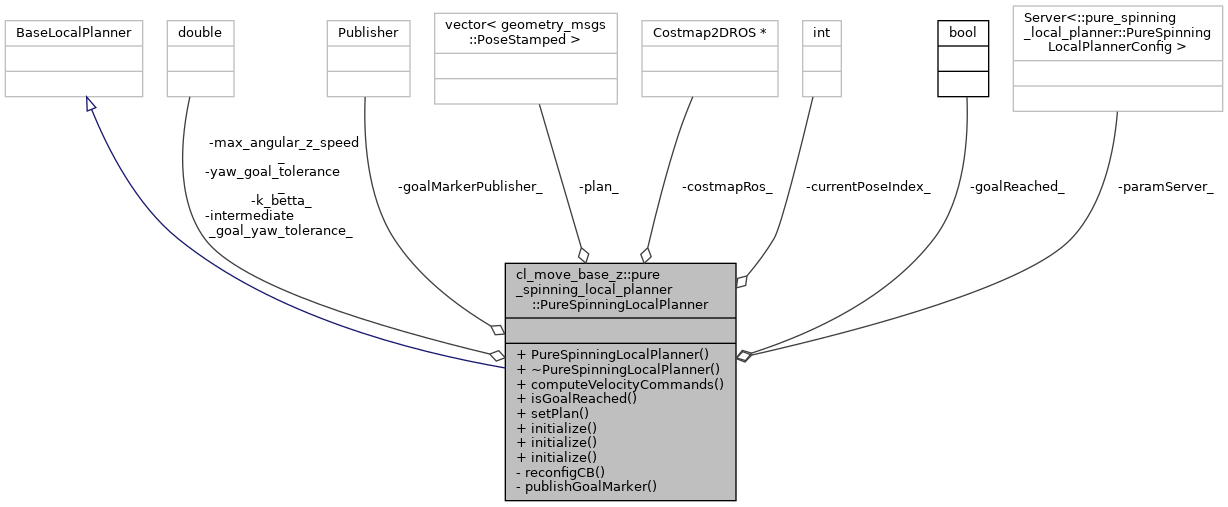 BaseLocalPlanner
double
Publisher
vector< geometry_msgs
::PoseStamped >
Costmap2DROS *
int
bool
Server<::pure_spinning
_local_planner::PureSpinning
LocalPlannerConfig >
-max_angular_z_speed
_
-yaw_goal_tolerance
_
-k_betta_
-intermediate
_goal_yaw_tolerance_
-goalMarkerPublisher_
-plan_
-costmapRos_
-currentPoseIndex_
-goalReached_
-paramServer_
cl_move_base_z::pure
_spinning_local_planner
::PureSpinningLocalPlanner
+ PureSpinningLocalPlanner()
+ ~PureSpinningLocalPlanner()
+ computeVelocityCommands()
+ isGoalReached()
+ setPlan()
+ initialize()
+ initialize()
+ initialize()
- reconfigCB()
- publishGoalMarker()